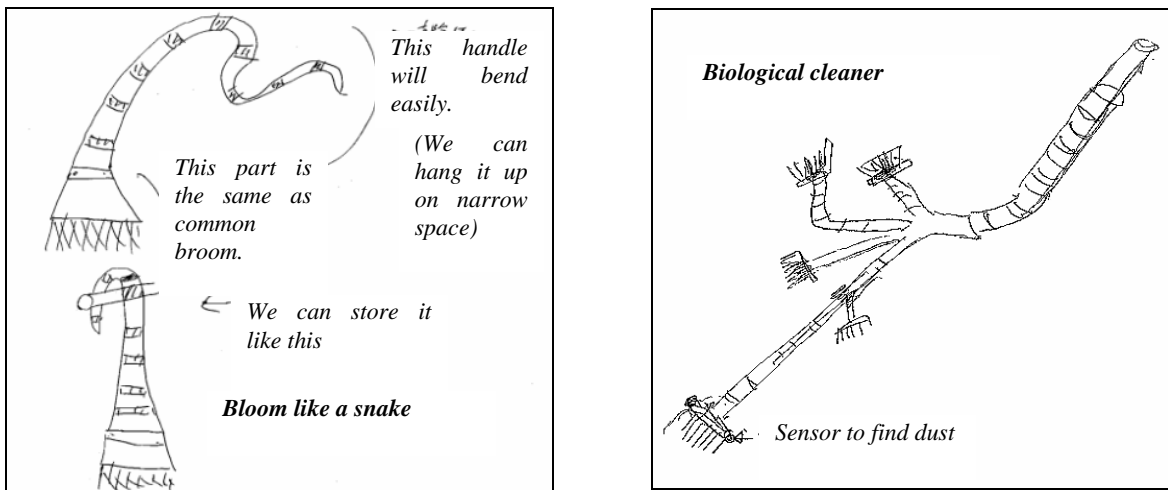 This handle
will bend
easily.
(We can
hang it up
on narrow
space)
This part is
the same as
common
broom.
We can store it
like this
Bloom like a snake
Biological cleaner
Sensor to find dust